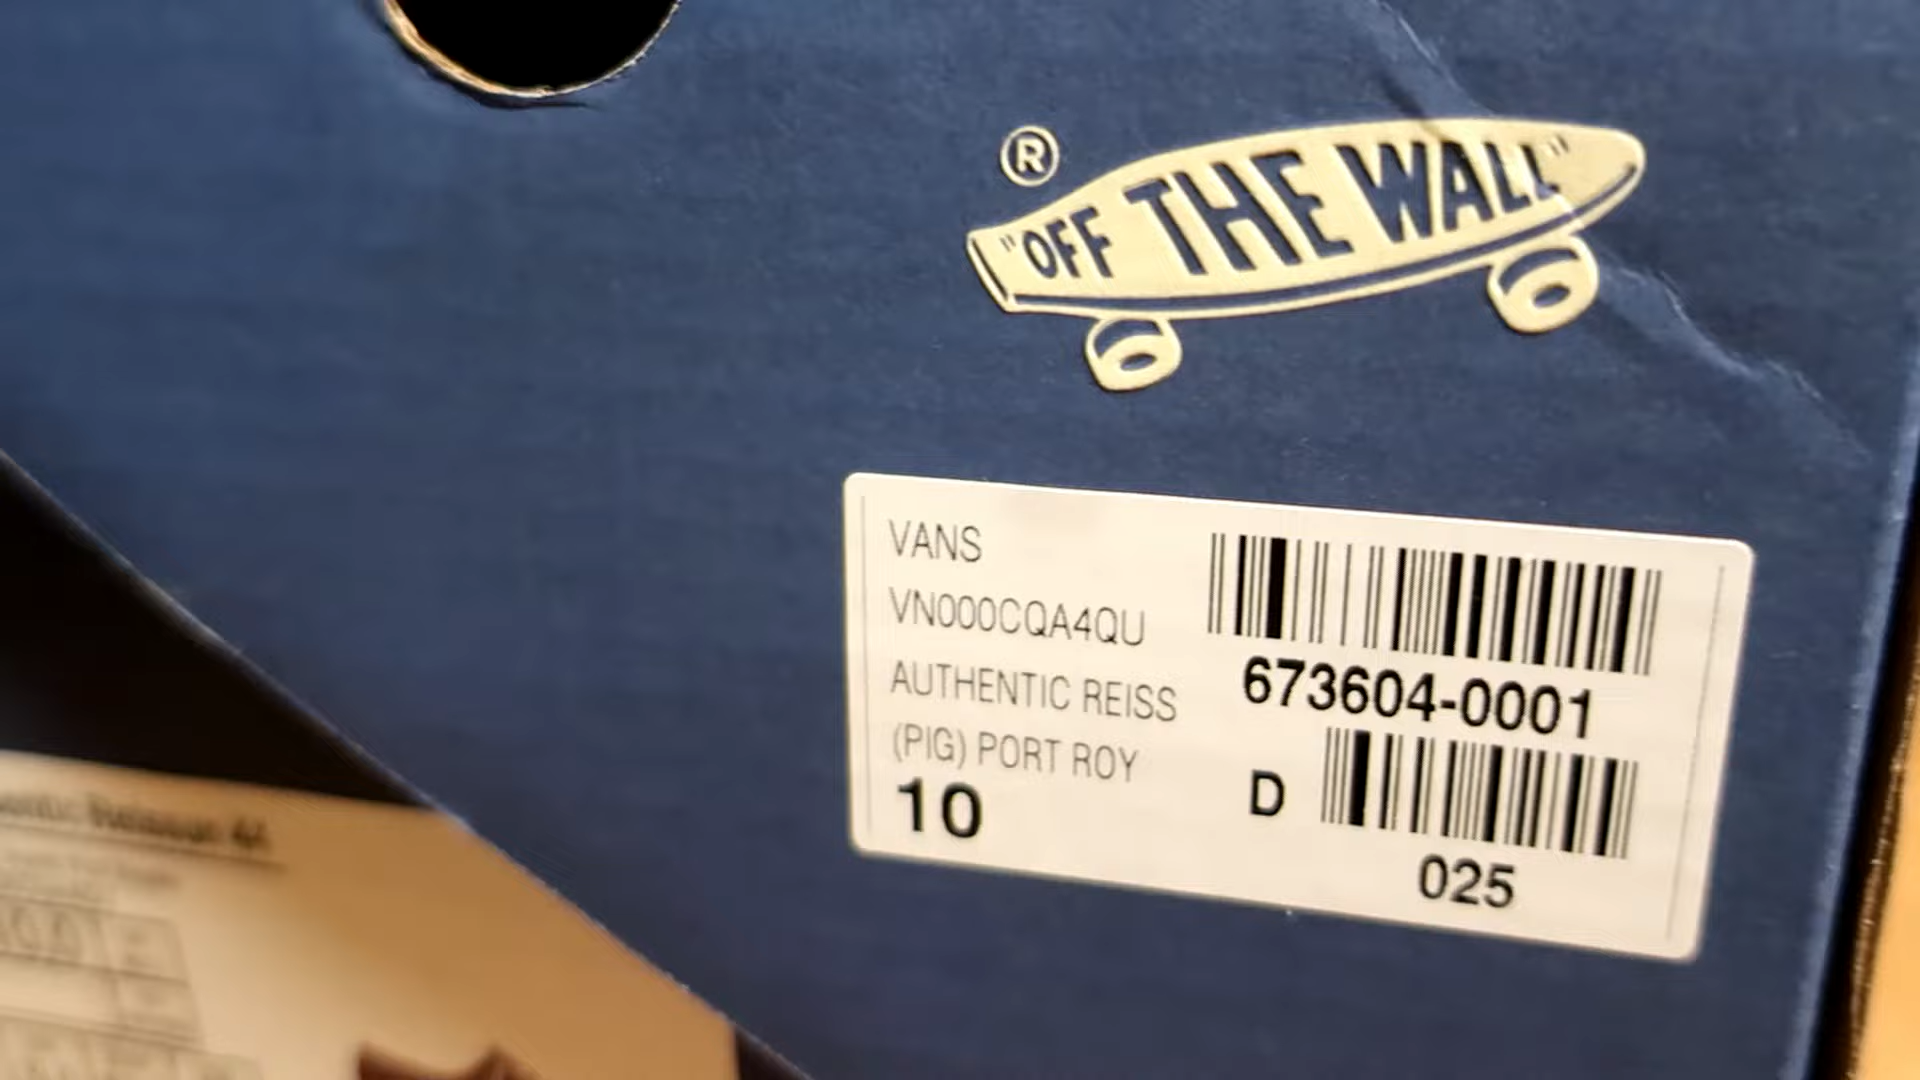 ®
"OFF THE WALL"
VANS
VN000CQA4QU
AUTHENTIC REISS
(PIG) PORT ROY
10
673604-0001
D
025